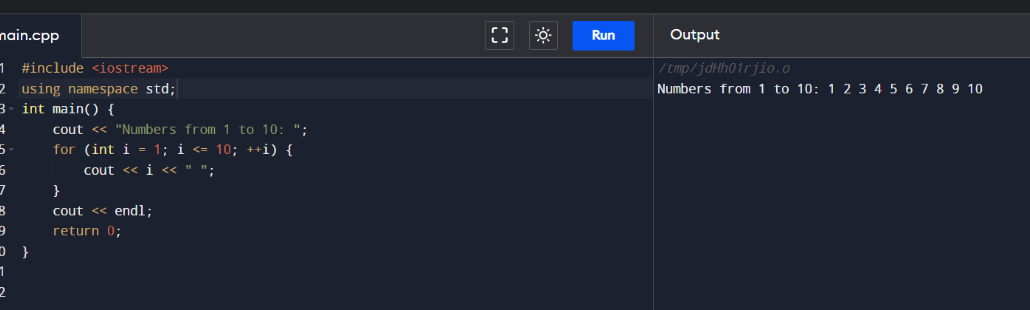 main.cpp
Run
Output
1 #include <iostream>
2 using namespace std;
3 int main() {
4     cout << "Numbers from 1 to 10: ";
5     for (int i = 1; i <= 10; ++i) {
6         cout << i << " ";
7     }
8     cout << endl;
9     return 0;
0 }
1
2
/tmp/jdHh01rjio.o
Numbers from 1 to 10: 1 2 3 4 5 6 7 8 9 10